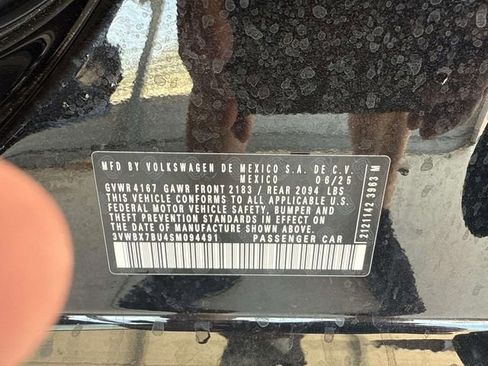 MFD BY VOLKSWAGEN DE MEXICO S.A. DE C.V.
MEXICO 06/25
GVWR 4167 GAWR FRONT 2183 / REAR 2094 LBS
THIS VEHICLE CONFORMS TO ALL APPLICABLE U.S.
FEDERAL MOTOR VEHICLE SAFETY, BUMPER AND
THEFT PREVENTION STANDARDS IN EFFECT ON
THE DATE OF MANUFACTURE SHOWN ABOVE.
3VWBX7BU4SM094491 PASSENGER CAR
2121142 3963 M